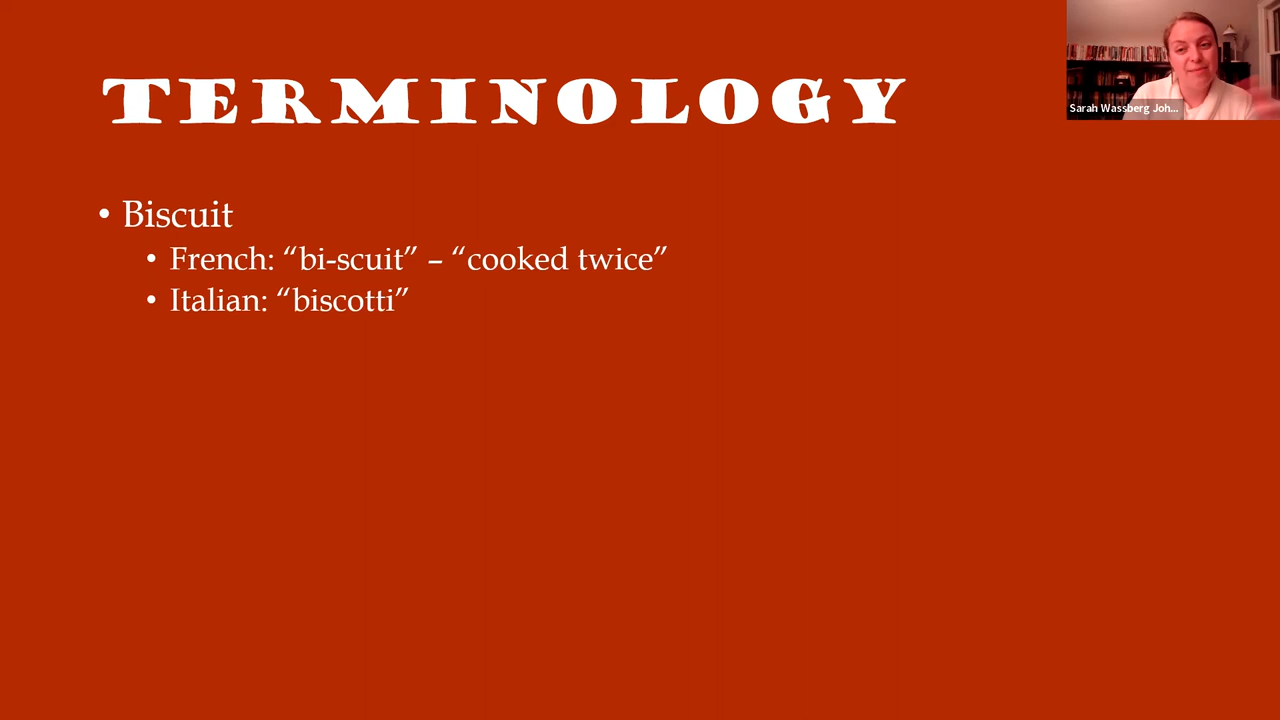 TERMINOLOGY
Sarah Wassberg Joh...
• Biscuit
• French: “bi-scuit” – “cooked twice”
• Italian: “biscotti”